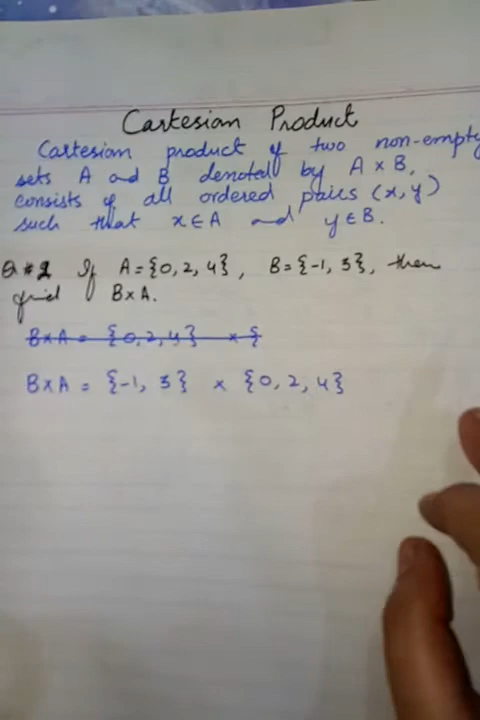 Cartesian Product
Cartesian product of two non-empty
sets A and B denoted by A × B,
consists of all ordered pairs (x, y)
such that x ∈ A and y ∈ B.
Q#1 If A = {0, 2, 4}, B = {-1, 3}, then
find B×A.
B×A = {0, 2, 4} × {
B×A = {-1, 3} × {0, 2, 4}